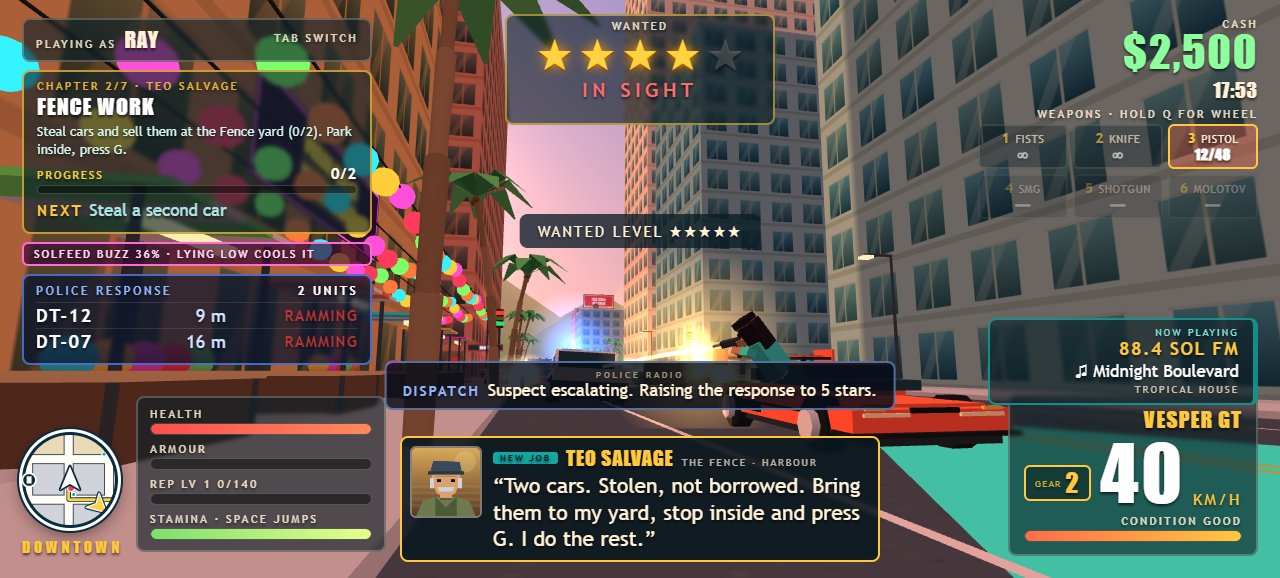 PLAYING AS RAY TAB SWITCH
CHAPTER 2/7 · TEO SALVAGE
FENCE WORK
Steal cars and sell them at the Fence yard (0/2). Park
inside, press G.
PROGRESS 0/2
NEXT Steal a second car
SOLFEED BUZZ 36% · LYING LOW COOLS IT
POLICE RESPONSE 2 UNITS
DT-12 9 m RAMMING
DT-07 16 m RAMMING
WANTED
★★★★★
IN SIGHT
WANTED LEVEL ★★★★★
CASH
$2,500
17:53
WEAPONS · HOLD Q FOR WHEEL
1 FISTS ∞
2 KNIFE ∞
3 PISTOL 12/48
4 SMG —
5 SHOTGUN —
6 MOLOTOV —
NOW PLAYING
88.4 SOL FM
♫ Midnight Boulevard
TROPICAL HOUSE
POLICE RADIO
DISPATCH Suspect escalating. Raising the response to 5 stars.
HEALTH
ARMOUR
REP LV 1 0/140
STAMINA · SPACE JUMPS
DOWNTOWN
NEW JOB TEO SALVAGE THE FENCE · HARBOUR
“Two cars. Stolen, not borrowed. Bring
them to my yard, stop inside and press
G. I do the rest.”
VESPER GT
GEAR 2 40 KM/H
CONDITION GOOD